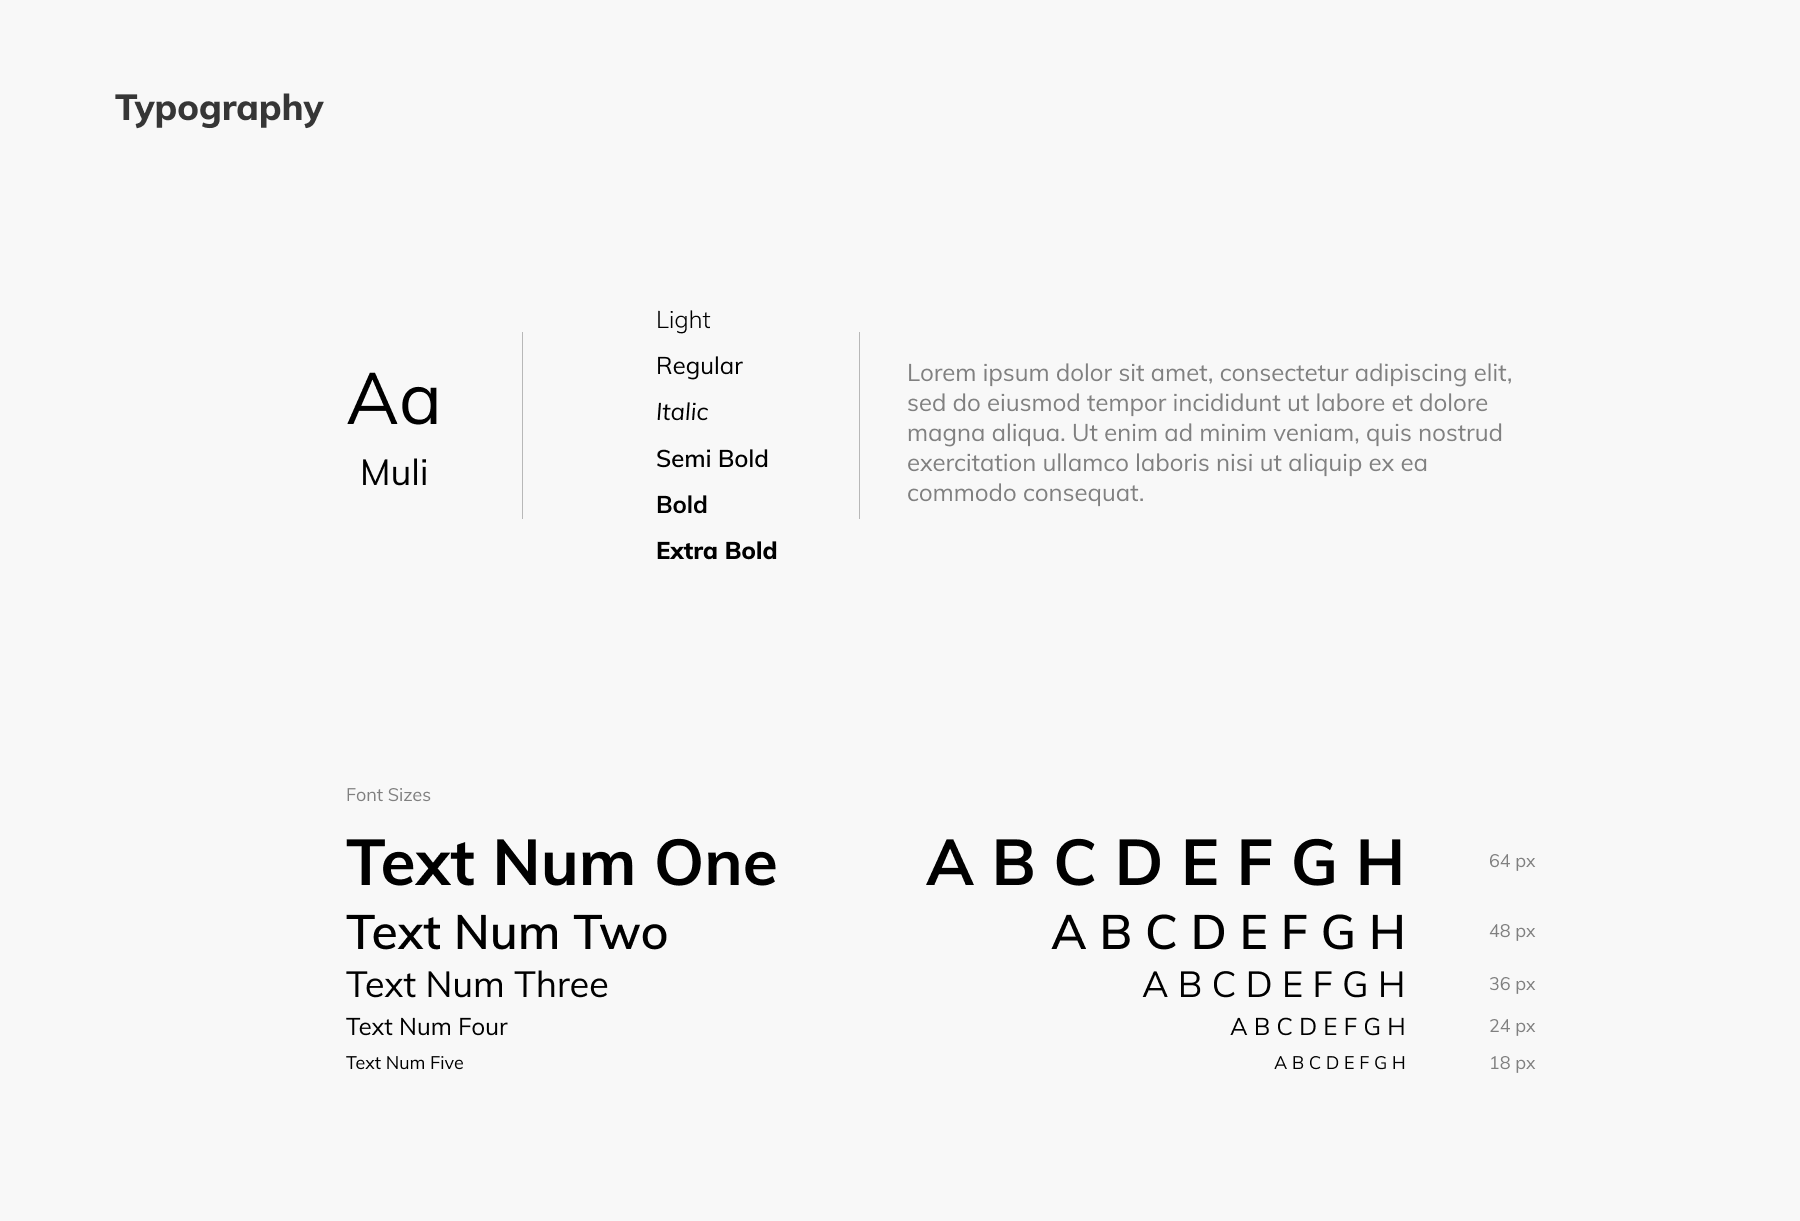 Typography
Aa
Muli
Light
Regular
Italic
Semi Bold
Bold
Extra Bold
Lorem ipsum dolor sit amet, consectetur adipiscing elit,
sed do eiusmod tempor incididunt ut labore et dolore
magna aliqua. Ut enim ad minim veniam, quis nostrud
exercitation ullamco laboris nisi ut aliquip ex ea
commodo consequat.
Font Sizes
Text Num One A B C D E F G H 64 px
Text Num Two A B C D E F G H 48 px
Text Num Three A B C D E F G H 36 px
Text Num Four A B C D E F G H 24 px
Text Num Five A B C D E F G H 18 px